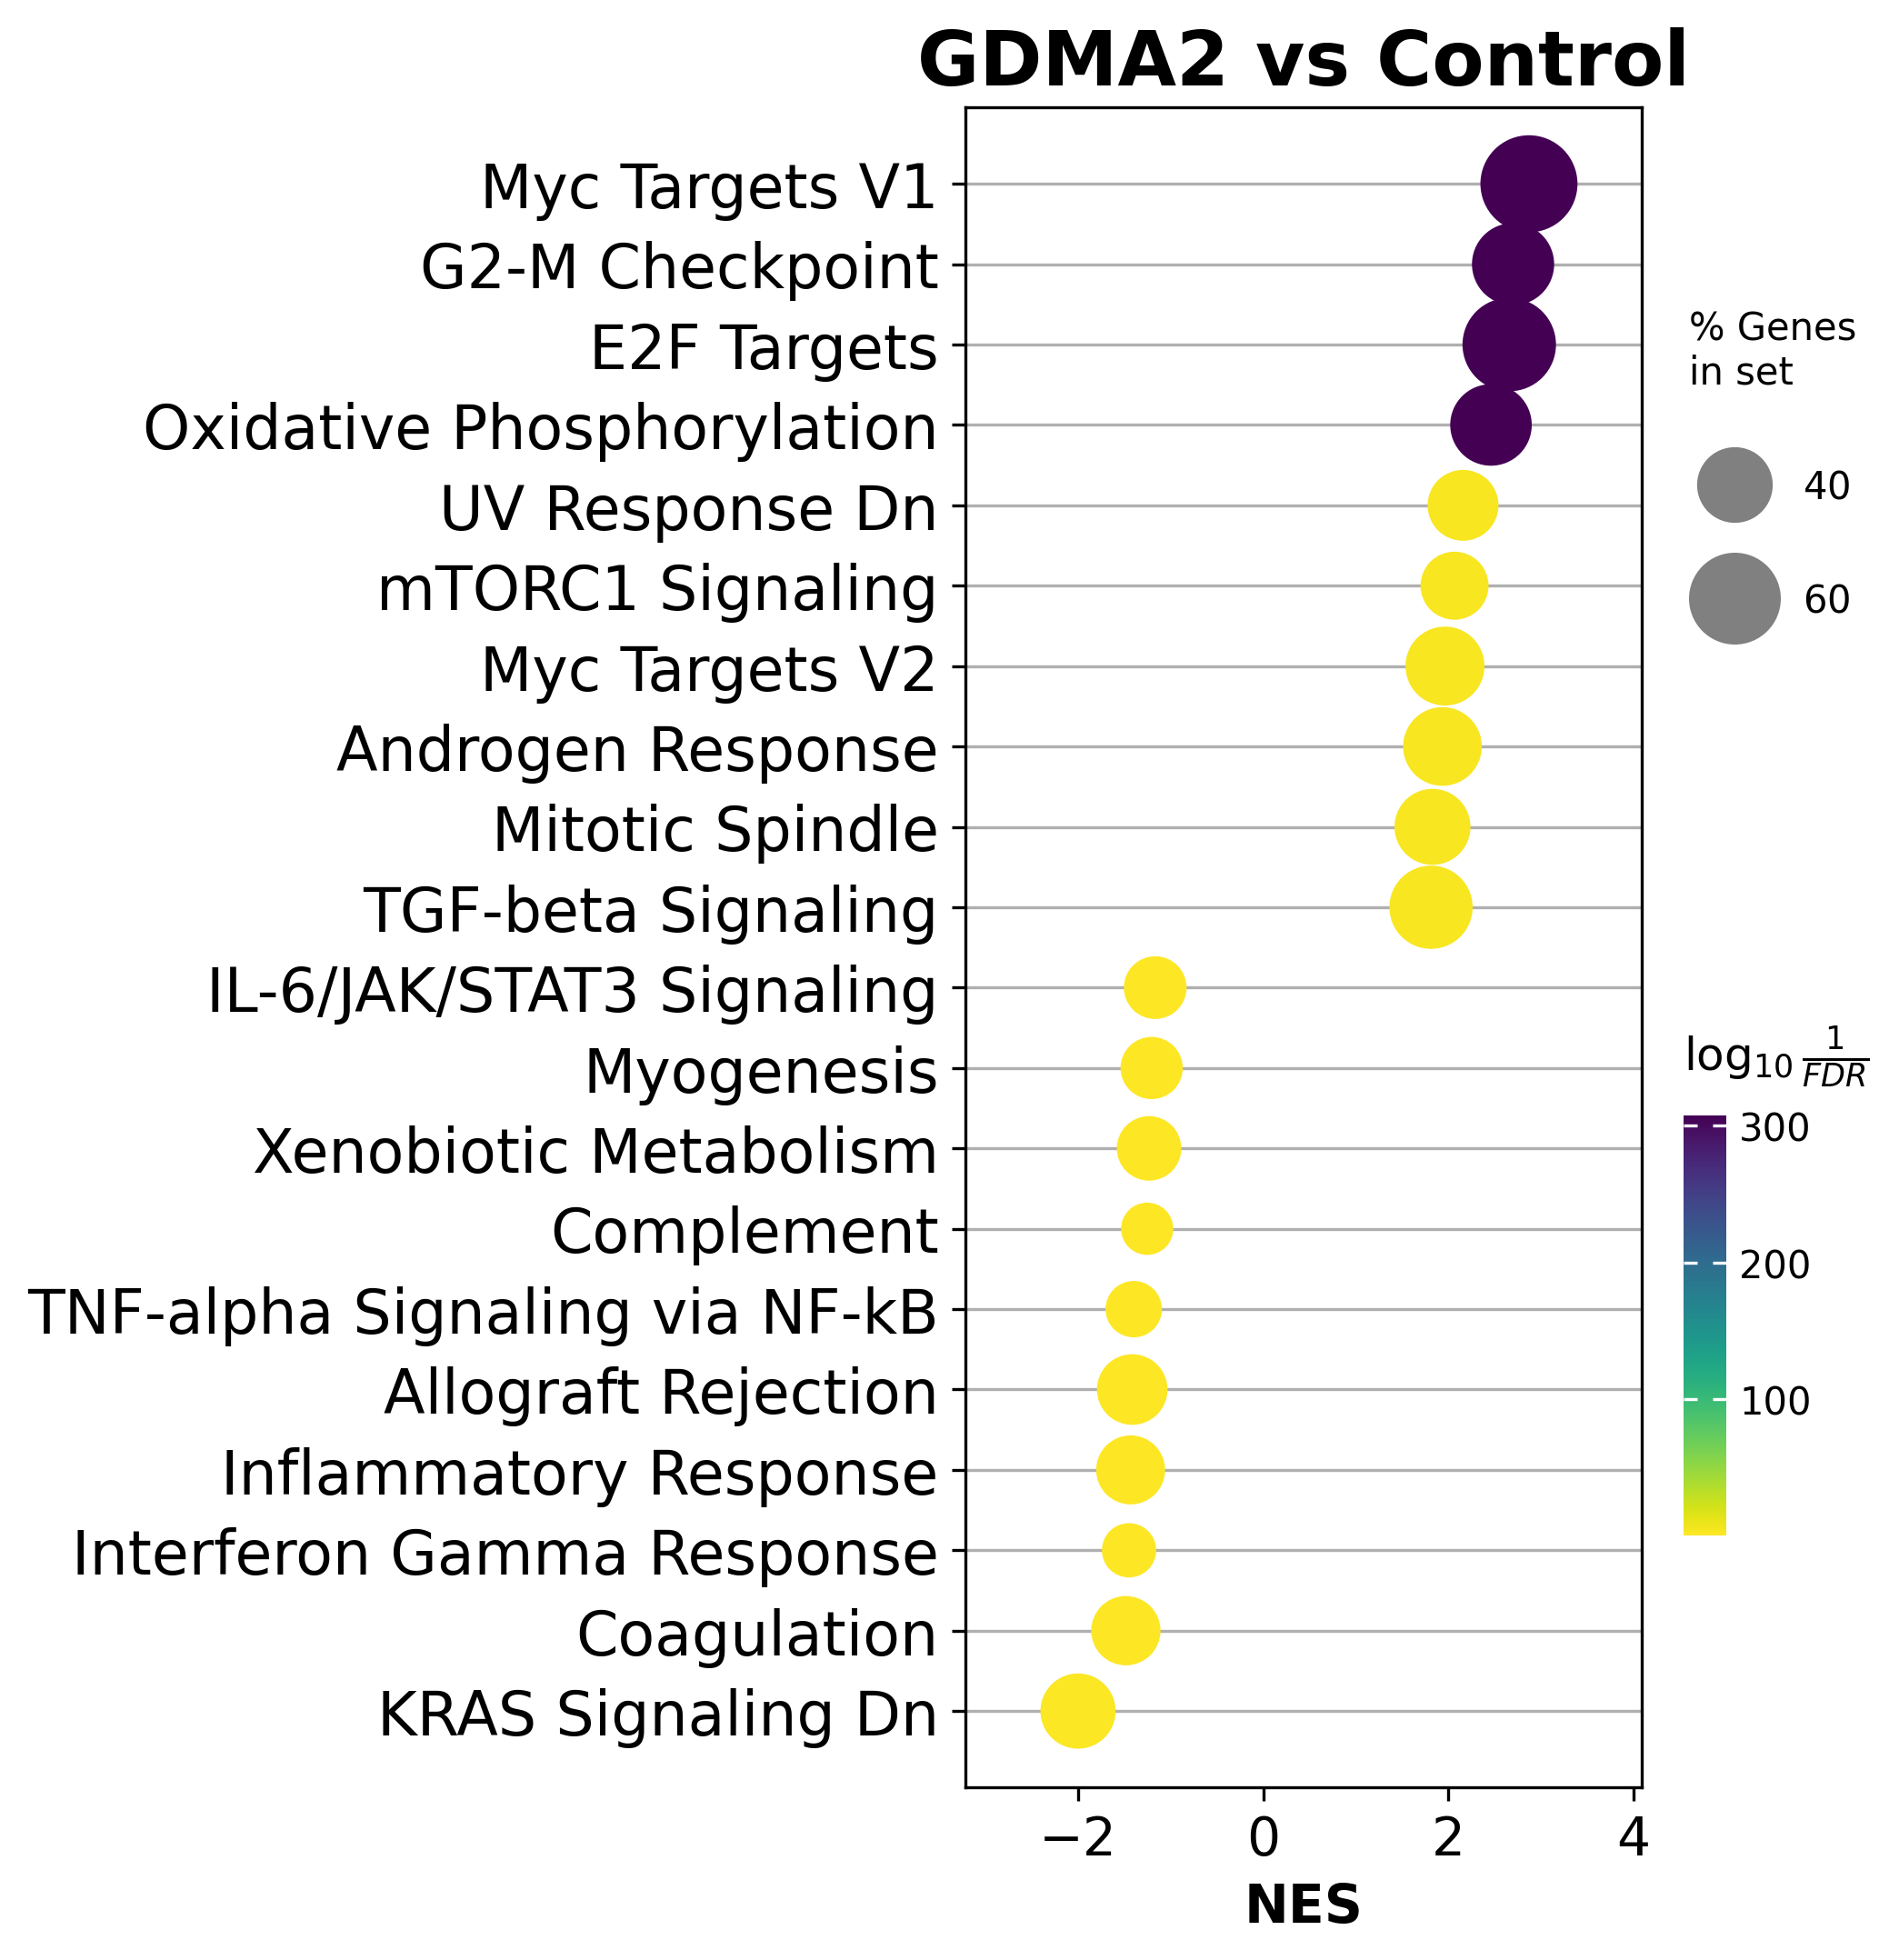 GDMA2 vs Control
Myc Targets V1
G2-M Checkpoint
E2F Targets
Oxidative Phosphorylation
UV Response Dn
mTORC1 Signaling
Myc Targets V2
Androgen Response
Mitotic Spindle
TGF-beta Signaling
IL-6/JAK/STAT3 Signaling
Myogenesis
Xenobiotic Metabolism
Complement
TNF-alpha Signaling via NF-kB
Allograft Rejection
Inflammatory Response
Interferon Gamma Response
Coagulation
KRAS Signaling Dn
−2 0 2 4
NES
% Genes
in set
40
60
log₁₀ 1/FDR
300
200
100